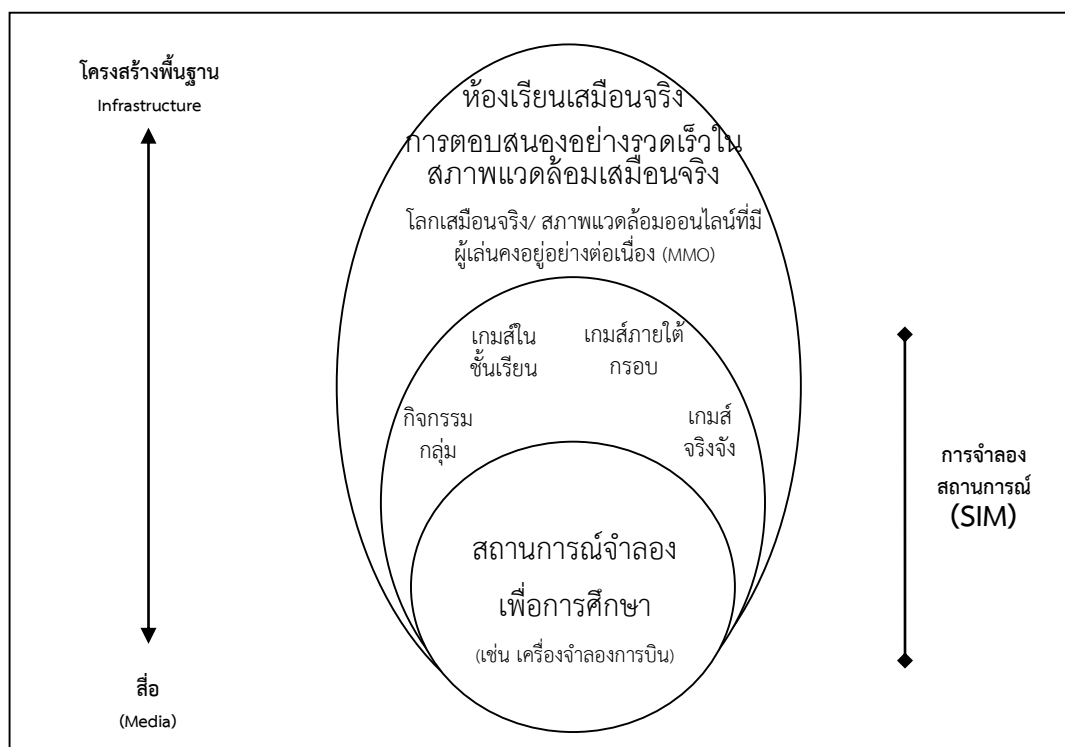 โครงสร้างพื้นฐาน
Infrastructure
ห้องเรียนเสมือนจริง
การตอบสนองอย่างรวดเร็วใน
สภาพแวดล้อมเสมือนจริง
โลกเสมือนจริง/ สภาพแวดล้อมออนไลน์ที่มี
ผู้เล่นคงอยู่อย่างต่อเนื่อง (MMO)
เกมส์ใน
ชั้นเรียน
เกมส์ภายใต้
กรอบ
กิจกรรม
กลุ่ม
เกมส์
จริงจัง
สถานการณ์จำลอง
เพื่อการศึกษา
(เช่น เครื่องจำลองการบิน)
การจำลอง
สถานการณ์
(SIM)
สื่อ
(Media)